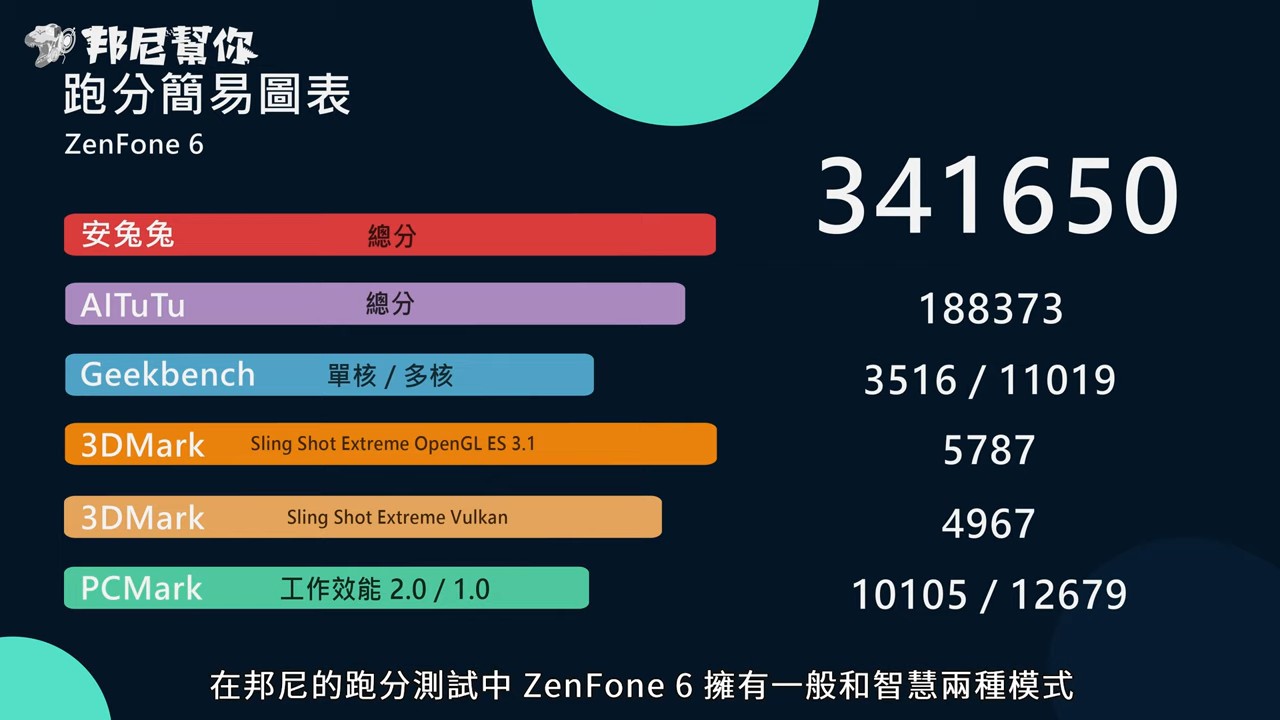 邦尼幫你
跑分簡易圖表
ZenFone 6
341650
安兔兔 總分
AITuTu 總分 188373
Geekbench 單核 / 多核 3516 / 11019
3DMark Sling Shot Extreme OpenGL ES 3.1 5787
3DMark Sling Shot Extreme Vulkan 4967
PCMark 工作效能 2.0 / 1.0 10105 / 12679
在邦尼的跑分測試中 ZenFone 6 擁有一般和智慧兩種模式